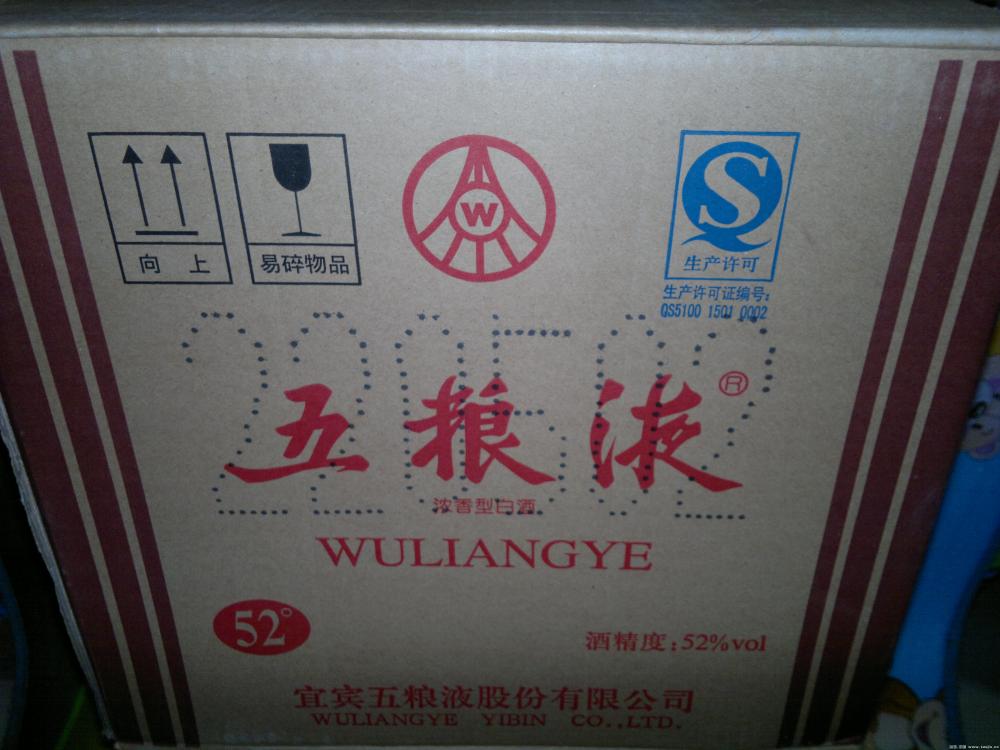 向 上
易碎物品
W
S
生产许可
生产许可证编号:
QS5100 1501 0002
220502
五粮液®
浓香型白酒
WULIANGYE
52°
酒精度:52%vol
宜宾五粮液股份有限公司
WULIANGYE YIBIN CO.,LTD.